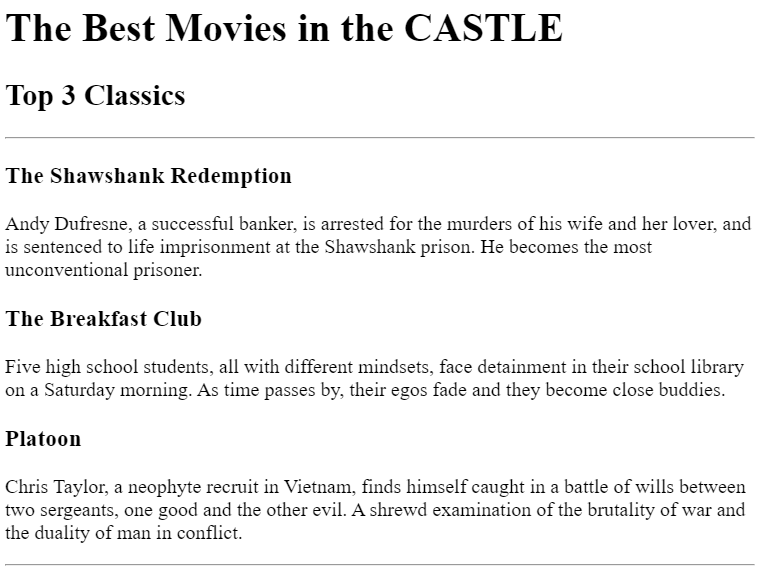 The Best Movies in the CASTLE
Top 3 Classics
The Shawshank Redemption
Andy Dufresne, a successful banker, is arrested for the murders of his wife and her lover, and
is sentenced to life imprisonment at the Shawshank prison. He becomes the most
unconventional prisoner.
The Breakfast Club
Five high school students, all with different mindsets, face detainment in their school library
on a Saturday morning. As time passes by, their egos fade and they become close buddies.
Platoon
Chris Taylor, a neophyte recruit in Vietnam, finds himself caught in a battle of wills between
two sergeants, one good and the other evil. A shrewd examination of the brutality of war and
the duality of man in conflict.